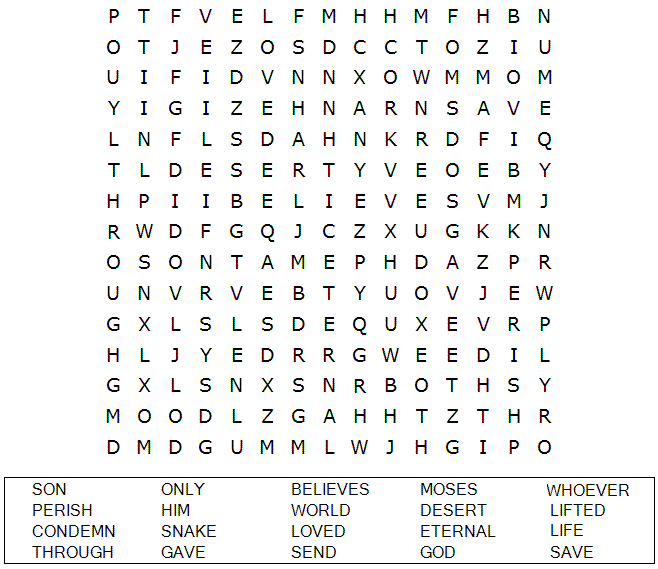 P T F V E L F M H H M F H B N
O T J E Z O S D C C T O Z I U
U I F I D V N N X O W M M O M
Y I G I Z E H N A R N S A V E
L N F L S D A H N K R D F I Q
T L D E S E R T Y V E O E B Y
H P I I B E L I E V E S V M J
R W D F G Q J C Z X U G K K N
O S O N T A M E P H D A Z P R
U N V R V E B T Y U O V J E W
G X L S L S D E Q U X E V R P
H L J Y E D R R G W E E D I L
G X L S N X S N R B O T H S Y
M O O D L Z G A H H T Z T H R
D M D G U M M L W J H G I P O
SON ONLY BELIEVES MOSES WHOEVER
PERISH HIM WORLD DESERT LIFTED
CONDEMN SNAKE LOVED ETERNAL LIFE
THROUGH GAVE SEND GOD SAVE